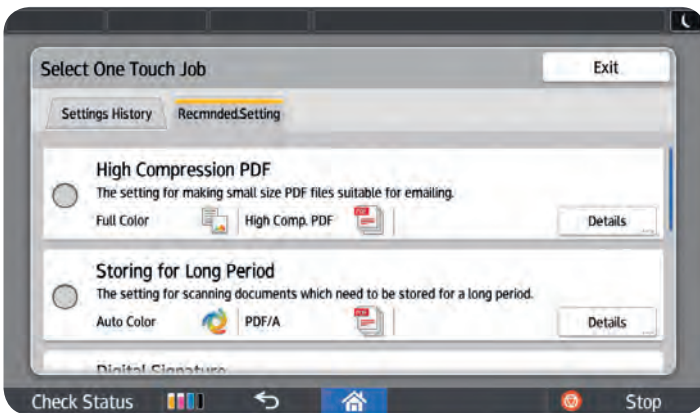 Select One Touch Job
Exit
Settings History
Recmnded.Setting
High Compression PDF
The setting for making small size PDF files suitable for emailing.
Full Color
High Comp. PDF
Details
Storing for Long Period
The setting for scanning documents which need to be stored for a long period.
Auto Color
PDF/A
Details
Digital Signature
Check Status
Stop